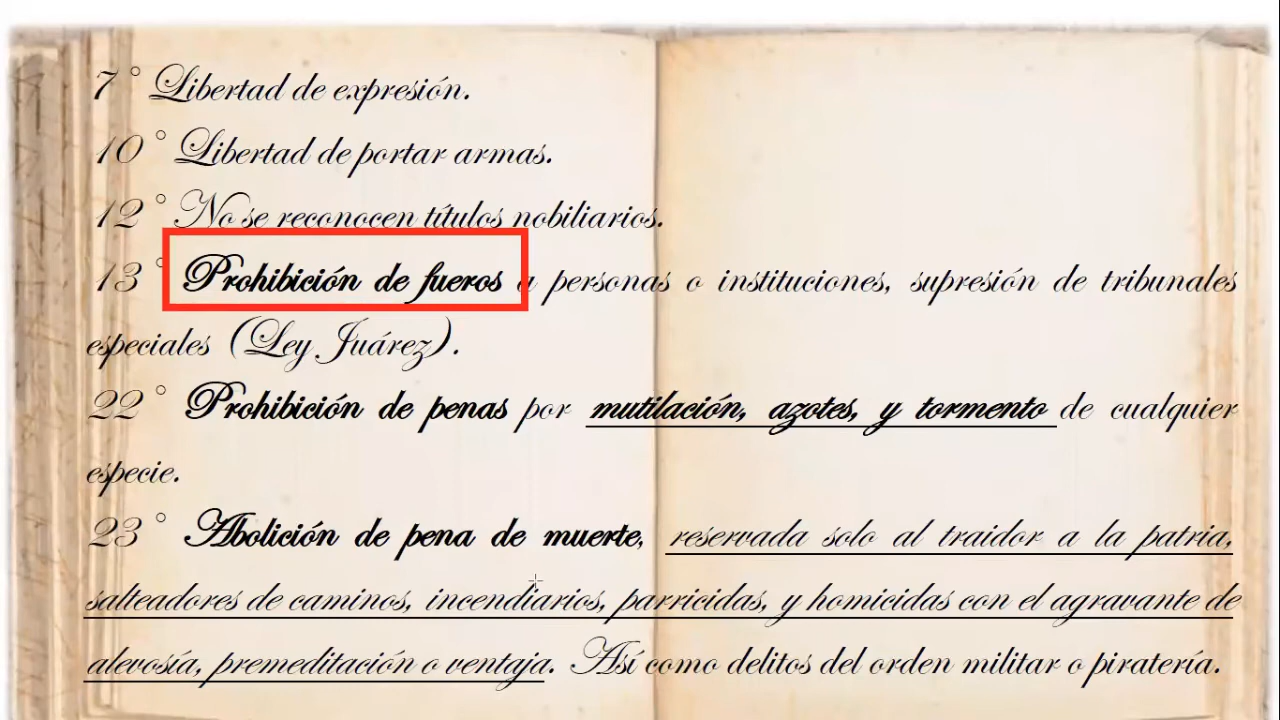 7° Libertad de expresión.
10° Libertad de portar armas.
12° No se reconocen títulos nobiliarios.
13° Prohibición de fueros a personas o instituciones, supresión de tribunales
especiales (Ley Juárez).
22° Prohibición de penas por mutilación, azotes, y tormento de cualquier
especie.
23° Abolición de pena de muerte, reservada solo al traidor a la patria,
salteadores de caminos, incendiarios, parricidas, y homicidas con el agravante de
alevosía, premeditación o ventaja. Así como delitos del orden militar o piratería.